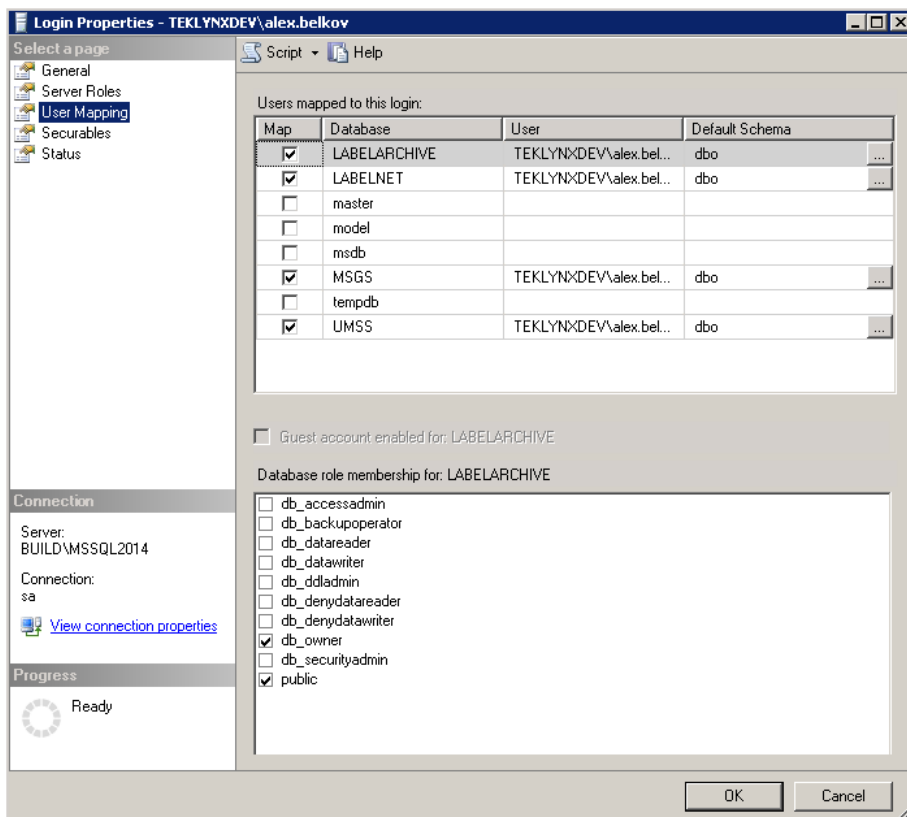 Login Properties - TEKLYNXDEV\alex.belkov
Select a page
General
Server Roles
User Mapping
Securables
Status
Script Help
Users mapped to this login:
Map Database User Default Schema
LABELARCHIVE TEKLYNXDEV\alex.bel... dbo ...
LABELNET TEKLYNXDEV\alex.bel... dbo ...
master
model
msdb
MSGS TEKLYNXDEV\alex.bel... dbo ...
tempdb
UMSS TEKLYNXDEV\alex.bel... dbo ...
Guest account enabled for: LABELARCHIVE
Database role membership for: LABELARCHIVE
db_accessadmin
db_backupoperator
db_datareader
db_datawriter
db_ddladmin
db_denydatareader
db_denydatawriter
db_owner
db_securityadmin
public
Connection
Server:
BUILD\MSSQL2014
Connection:
sa
View connection properties
Progress
Ready
OK Cancel